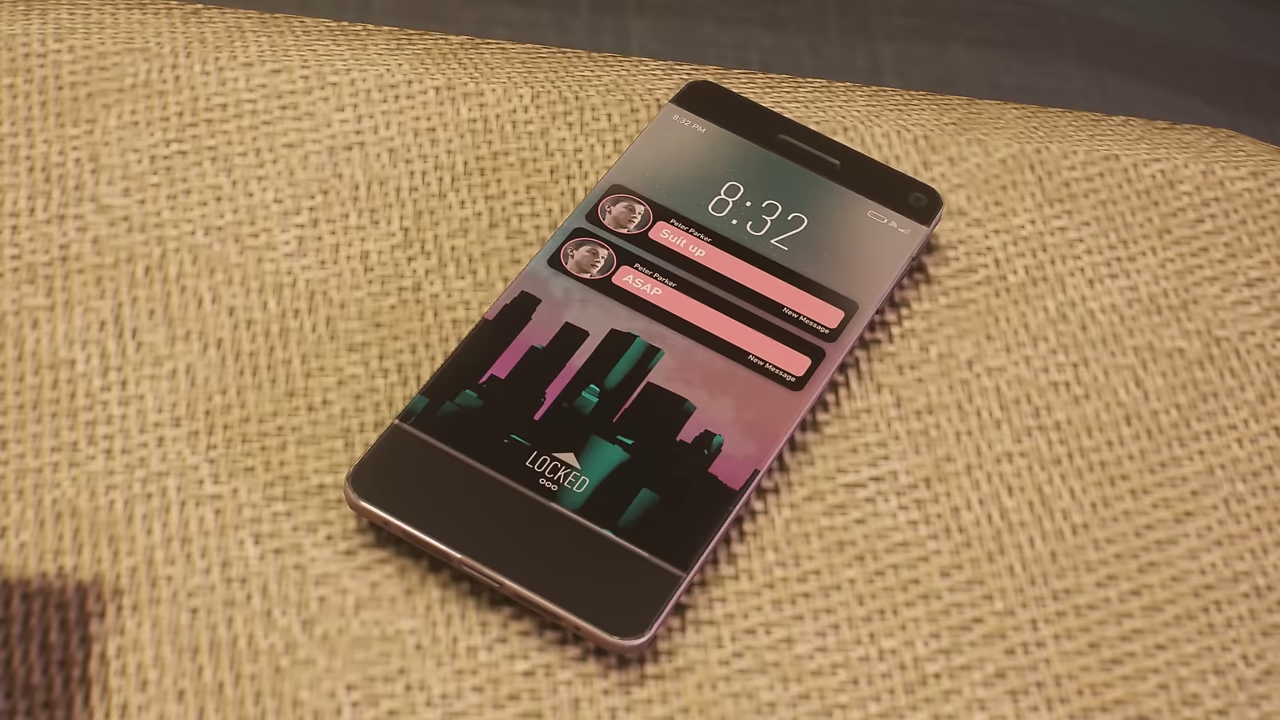 8:32 PM
8:32
Peter Parker
Suit up
New Message
Peter Parker
ASAP
New Message
LOCKED